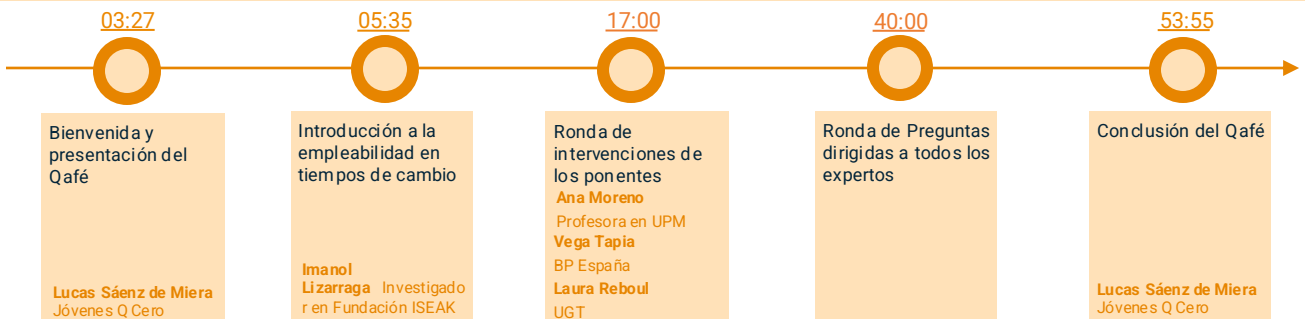 03:27
05:35
17:00
40:00
53:55
Bienvenida y
presentación del
Qafé
Lucas Sáenz de Miera
Jóvenes Q Cero
Introducción a la
empleabilidad en
tiempos de cambio
Imanol
Lizarraga Investigado
r en Fundación ISEAK
Ronda de
intervenciones de
los ponentes
Ana Moreno
Profesora en UPM
Vega Tapia
BP España
Laura Reboul
UGT
Ronda de Preguntas
dirigidas a todos los
expertos
Conclusión del Qafé
Lucas Sáenz de Miera
Jóvenes Q Cero